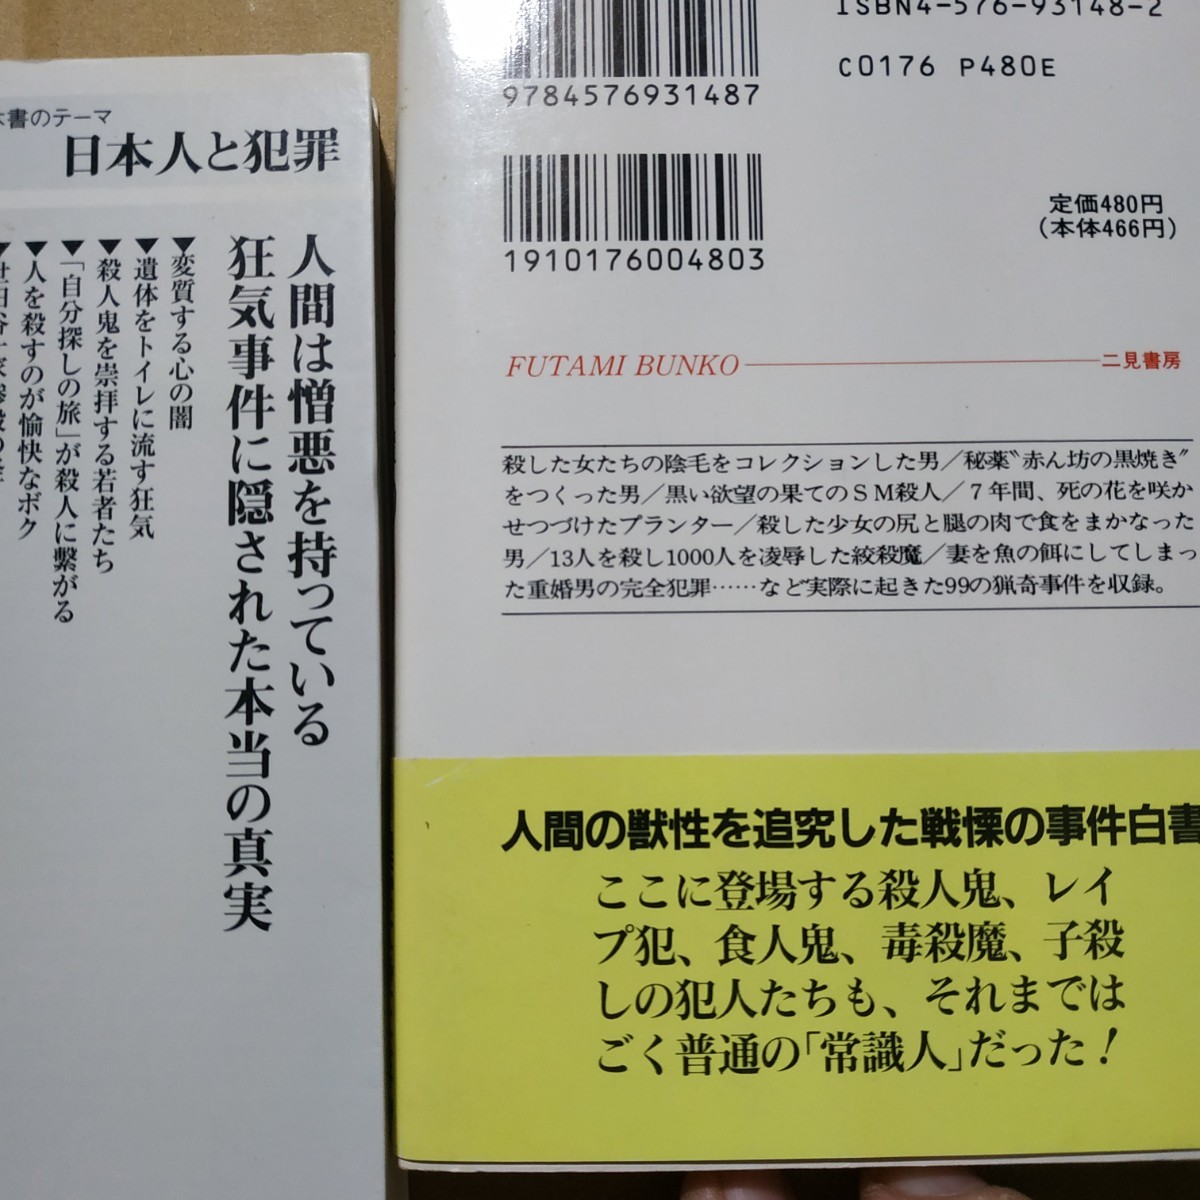 本書のテーマ
日本人と犯罪
人間は憎悪を持っている
狂気事件に隠された本当の真実
▼変質する心の闇
▼遺体をトイレに流す狂気
▼殺人鬼を崇拝する若者たち
▼「自分探しの旅」が殺人に繋がる
▼人を殺すのが愉快なボク
ISBN4-576-93148-2
C0176 P480E
9784576931487
1910176004803
定価480円
(本体466円)
FUTAMI BUNKO
二見書房
殺した女たちの陰毛をコレクションした男／秘薬〝赤ん坊の黒焼き〟
をつくった男／黒い欲望の果てのSM殺人／7年間、死の花を咲か
せつづけたプランター／殺した少女の尻と腿の肉で食をまかなった
男／13人を殺し1000人を凌辱した絞殺魔／妻を魚の餌にしてしまっ
た重婚男の完全犯罪……など実際に起きた99の猟奇事件を収録。
人間の獣性を追究した戦慄の事件白書
ここに登場する殺人鬼、レイ
プ犯、食人鬼、毒殺魔、子殺
しの犯人たちも、それまでは
ごく普通の「常識人」だった！